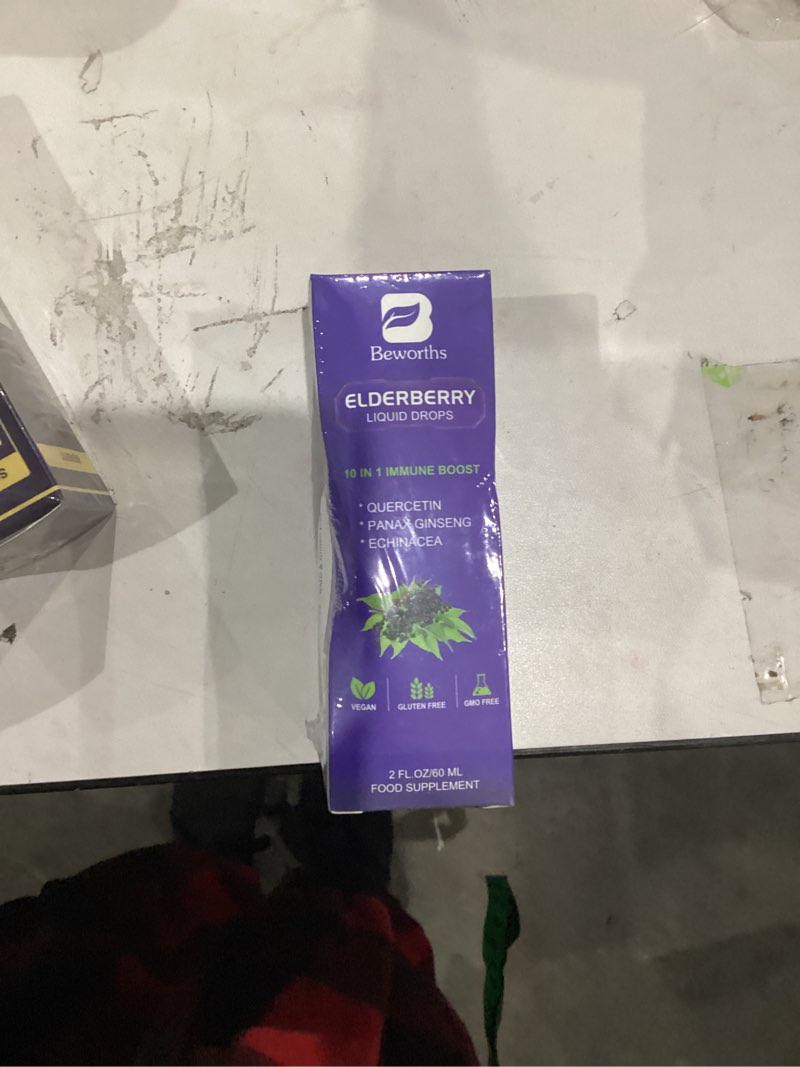 Beworths
ELDERBERRY
LIQUID DROPS
10 IN 1 IMMUNE BOOST
* QUERCETIN
* PANAX GINSENG
* ECHINACEA
VEGAN
GLUTEN FREE
GMO FREE
2 FL.OZ/60 ML
FOOD SUPPLEMENT